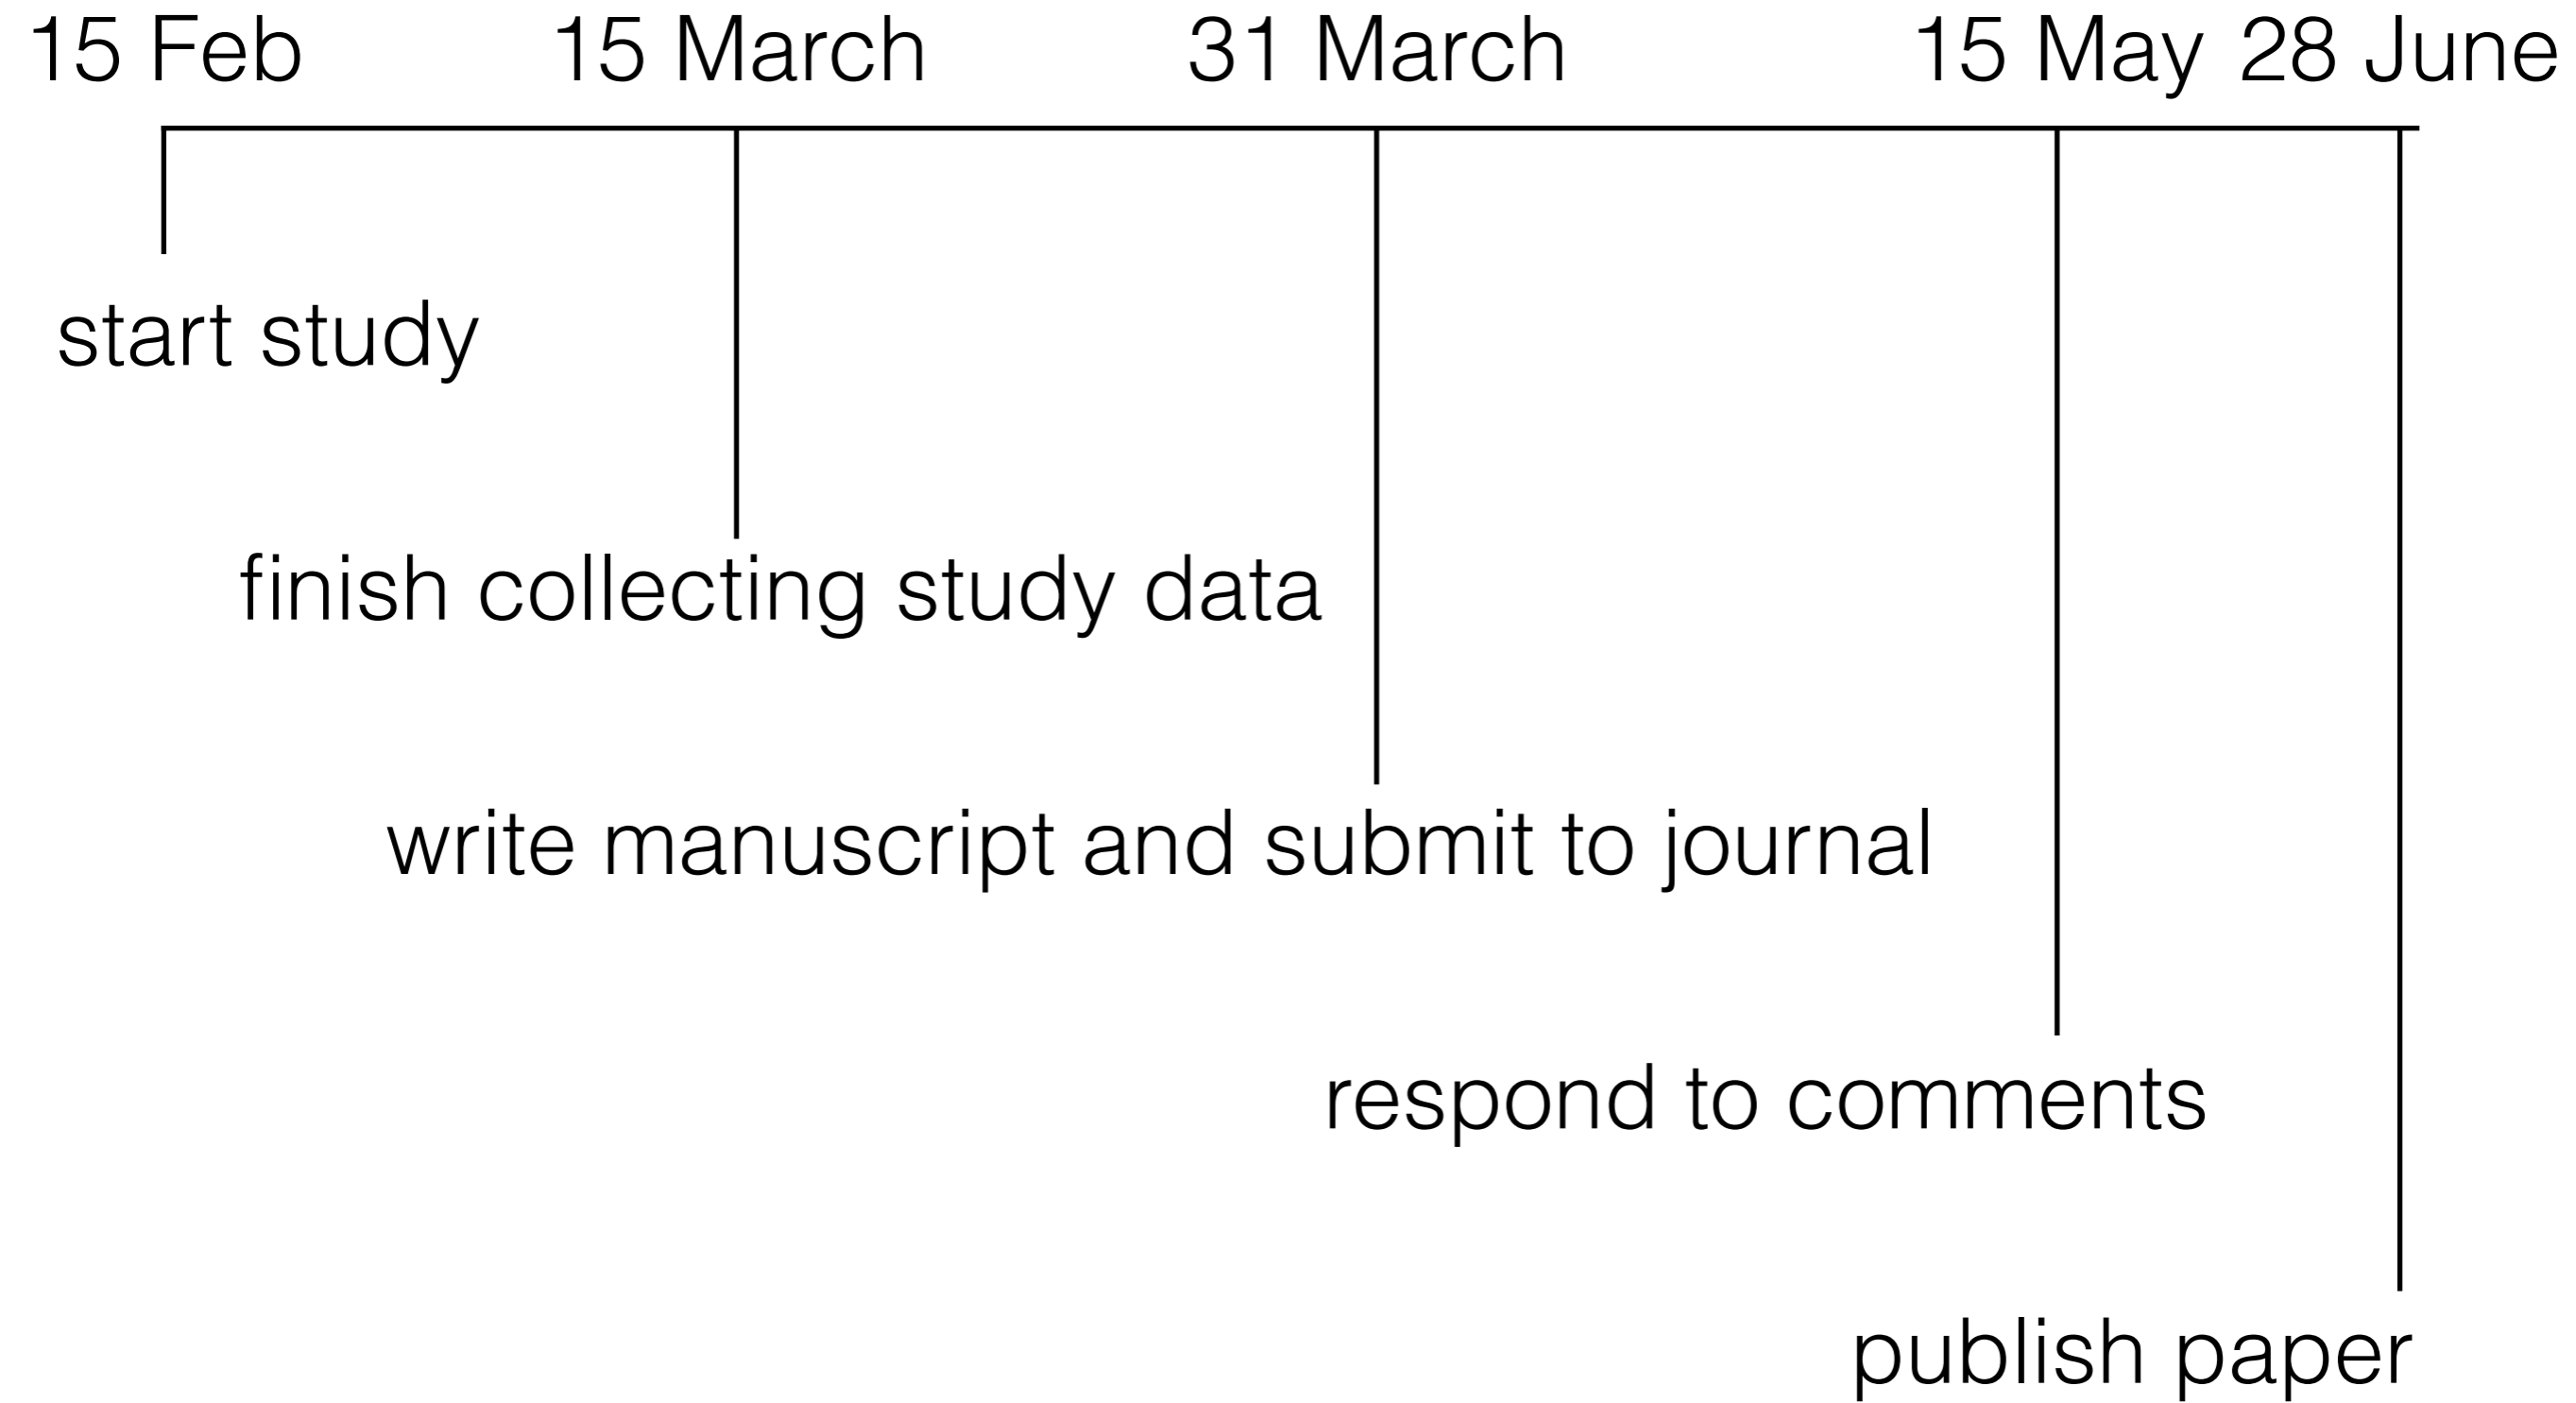 15 Feb 15 March 31 March 15 May 28 June
start study
finish collecting study data
write manuscript and submit to journal
respond to comments
publish paper